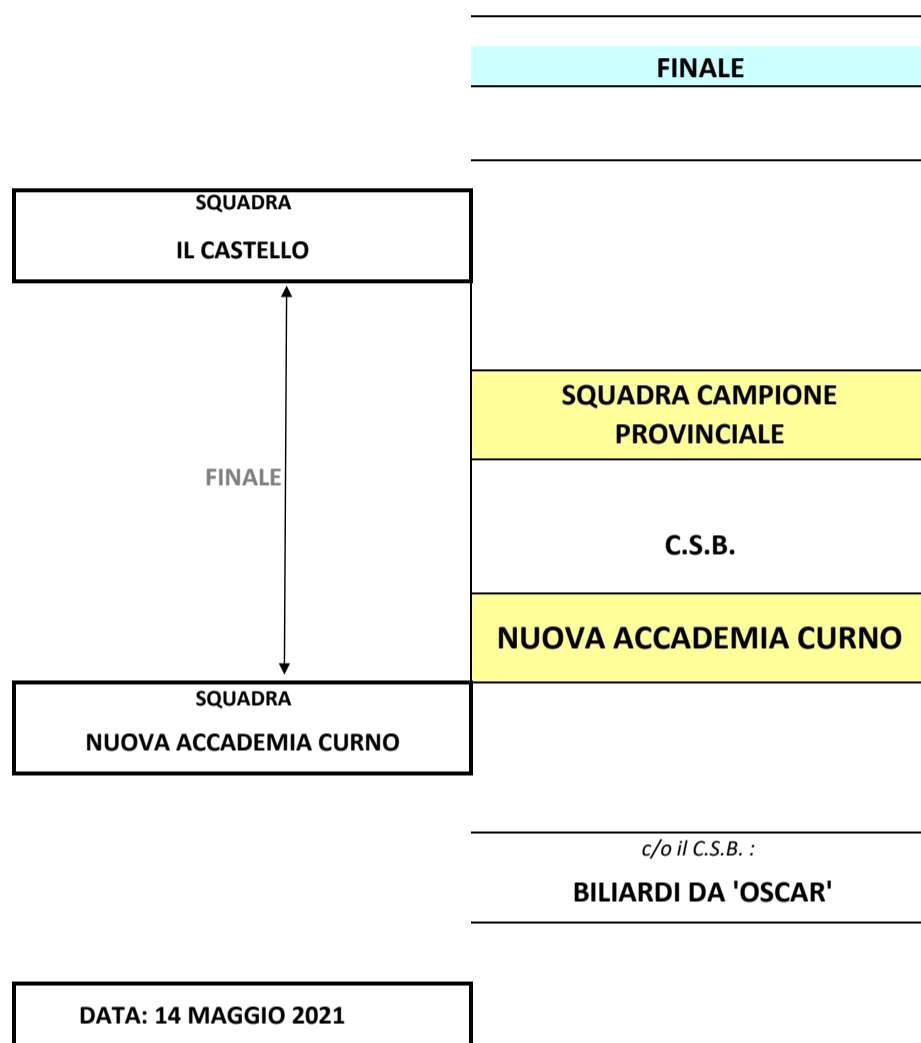 FINALE
SQUADRA
IL CASTELLO
SQUADRA CAMPIONE
PROVINCIALE
FINALE
C.S.B.
NUOVA ACCADEMIA CURNO
SQUADRA
NUOVA ACCADEMIA CURNO
c/o il C.S.B. :
BILIARDI DA 'OSCAR'
DATA: 14 MAGGIO 2021